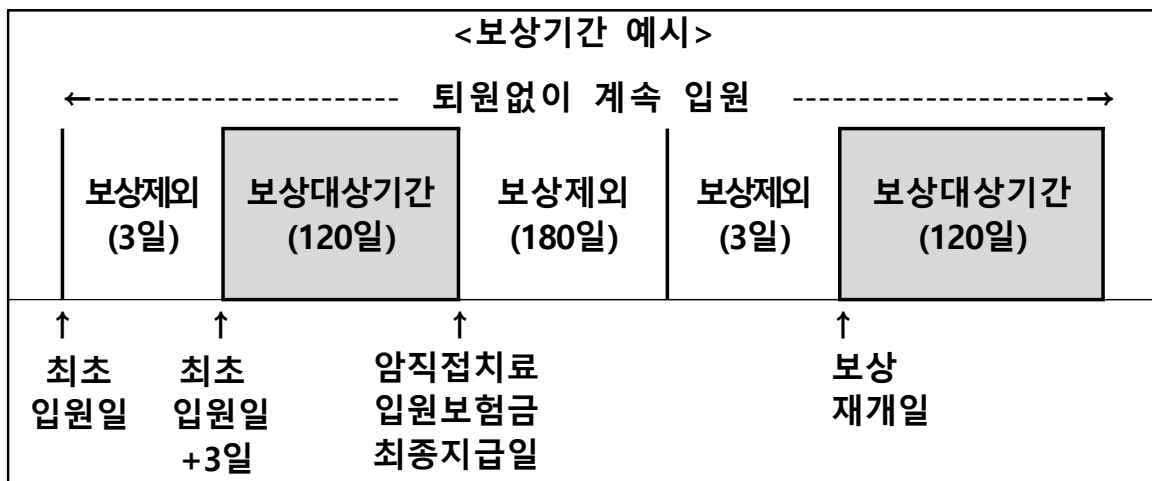 <보상기간 예시>
←------------------------- 퇴원없이 계속 입원 ------------------------→
보상제외 보상대상기간 보상제외 보상제외 보상대상기간
(3일) (120일) (180일) (3일) (120일)
↑ ↑ ↑ ↑
최초 최초 암직접치료 보상
입원일 입원일 입원보험금 재개일
+3일 최종지급일